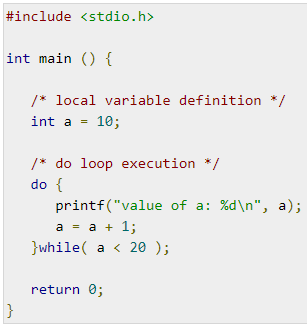 #include <stdio.h>

int main () {

   /* local variable definition */
   int a = 10;

   /* do loop execution */
   do {
      printf("value of a: %d\n", a);
      a = a + 1;
   }while( a < 20 );

   return 0;
}